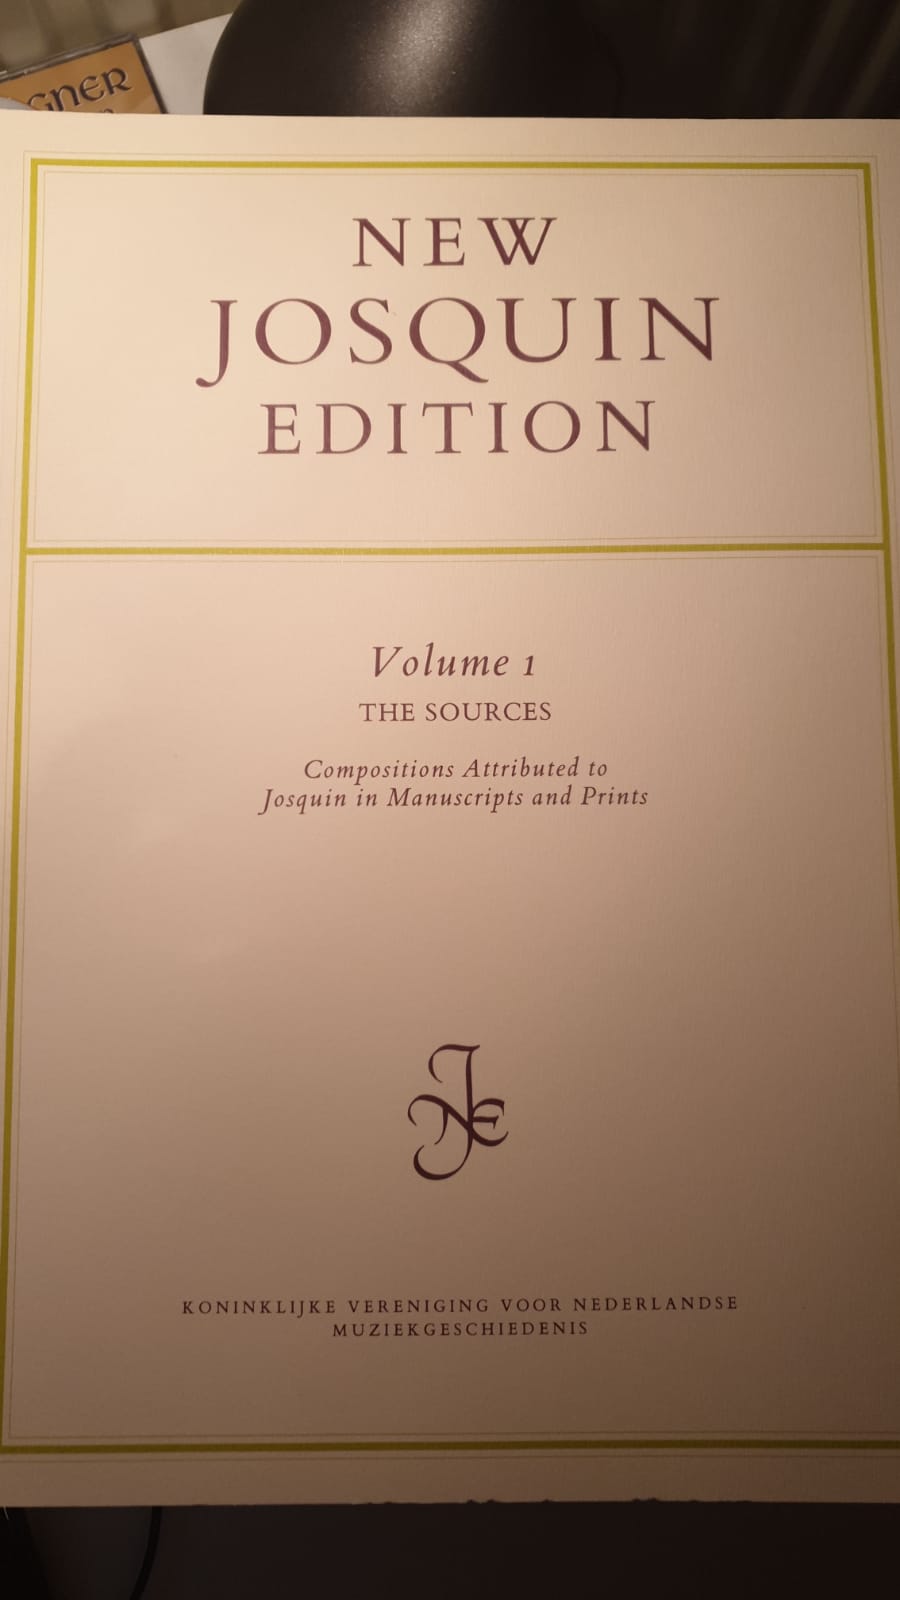 GNER
NEW
JOSQUIN
EDITION
Volume 1
THE SOURCES
Compositions Attributed to
Josquin in Manuscripts and Prints
JNE
KONINKLIJKE VERENIGING VOOR NEDERLANDSE
MUZIEKGESCHIEDENIS